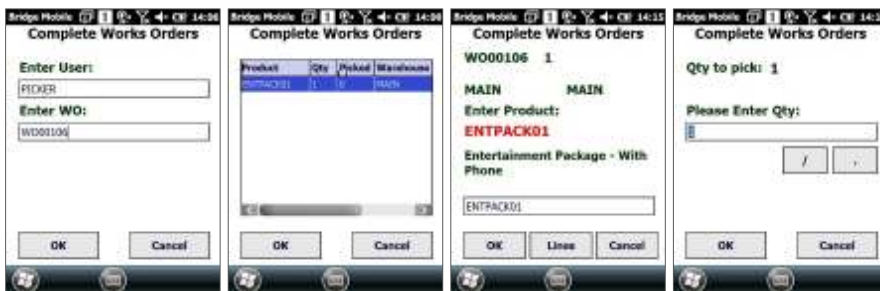 Bridge Mobile 14:08
Complete Works Orders
Enter User:
PICKER
Enter WO:
WO00106
OK Cancel
Bridge Mobile 14:08
Complete Works Orders
Product Qty Picked Warehouse
ENTPACK01 1 0 MAIN
OK Cancel
Bridge Mobile 14:15
Complete Works Orders
WO00106 1
MAIN MAIN
Enter Product:
ENTPACK01
Entertainment Package - With
Phone
ENTPACK01
OK Lines Cancel
Bridge Mobile
Complete Works Orders
Qty to pick: 1
Please Enter Qty:
/ .
OK Cancel